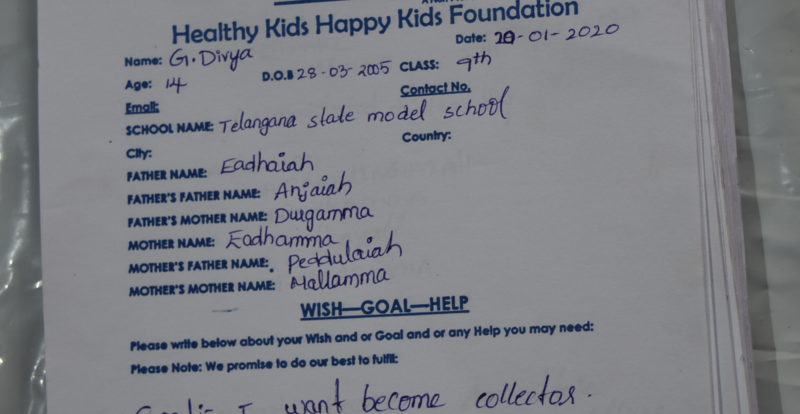 Healthy Kids Happy Kids Foundation
Date: 29-01-2020
Name: G. Divya
Age: 14 D.O.B 28-03-2005 CLASS: 9th
Email: Contact No.
SCHOOL NAME: Telangana state model school
City: Country:
FATHER NAME: Eadhaiah
FATHER'S FATHER NAME: Anjaiah
FATHER'S MOTHER NAME: Durgamma
MOTHER NAME: Eadhamma
MOTHER'S FATHER NAME: Peddulaiah
MOTHER'S MOTHER NAME: Mallamma
WISH—GOAL—HELP
Please write below about your Wish and or Goal and or any Help you may need:
Please Note: We promise to do our best to fulfil:
I want become collector.